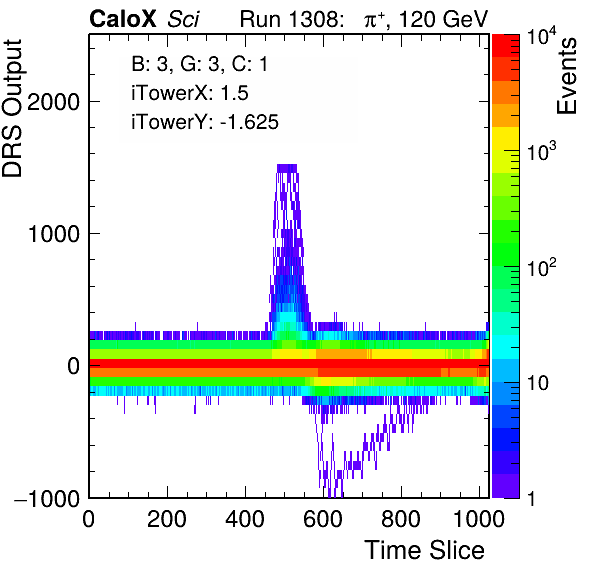 CaloX Sci Run 1308: π⁺, 120 GeV
B: 3, G: 3, C: 1
iTowerX: 1.5
iTowerY: -1.625
DRS Output
2000
1000
0
−1000
0 200 400 600 800 1000
Time Slice
Events
10⁴
10³
10²
10
1